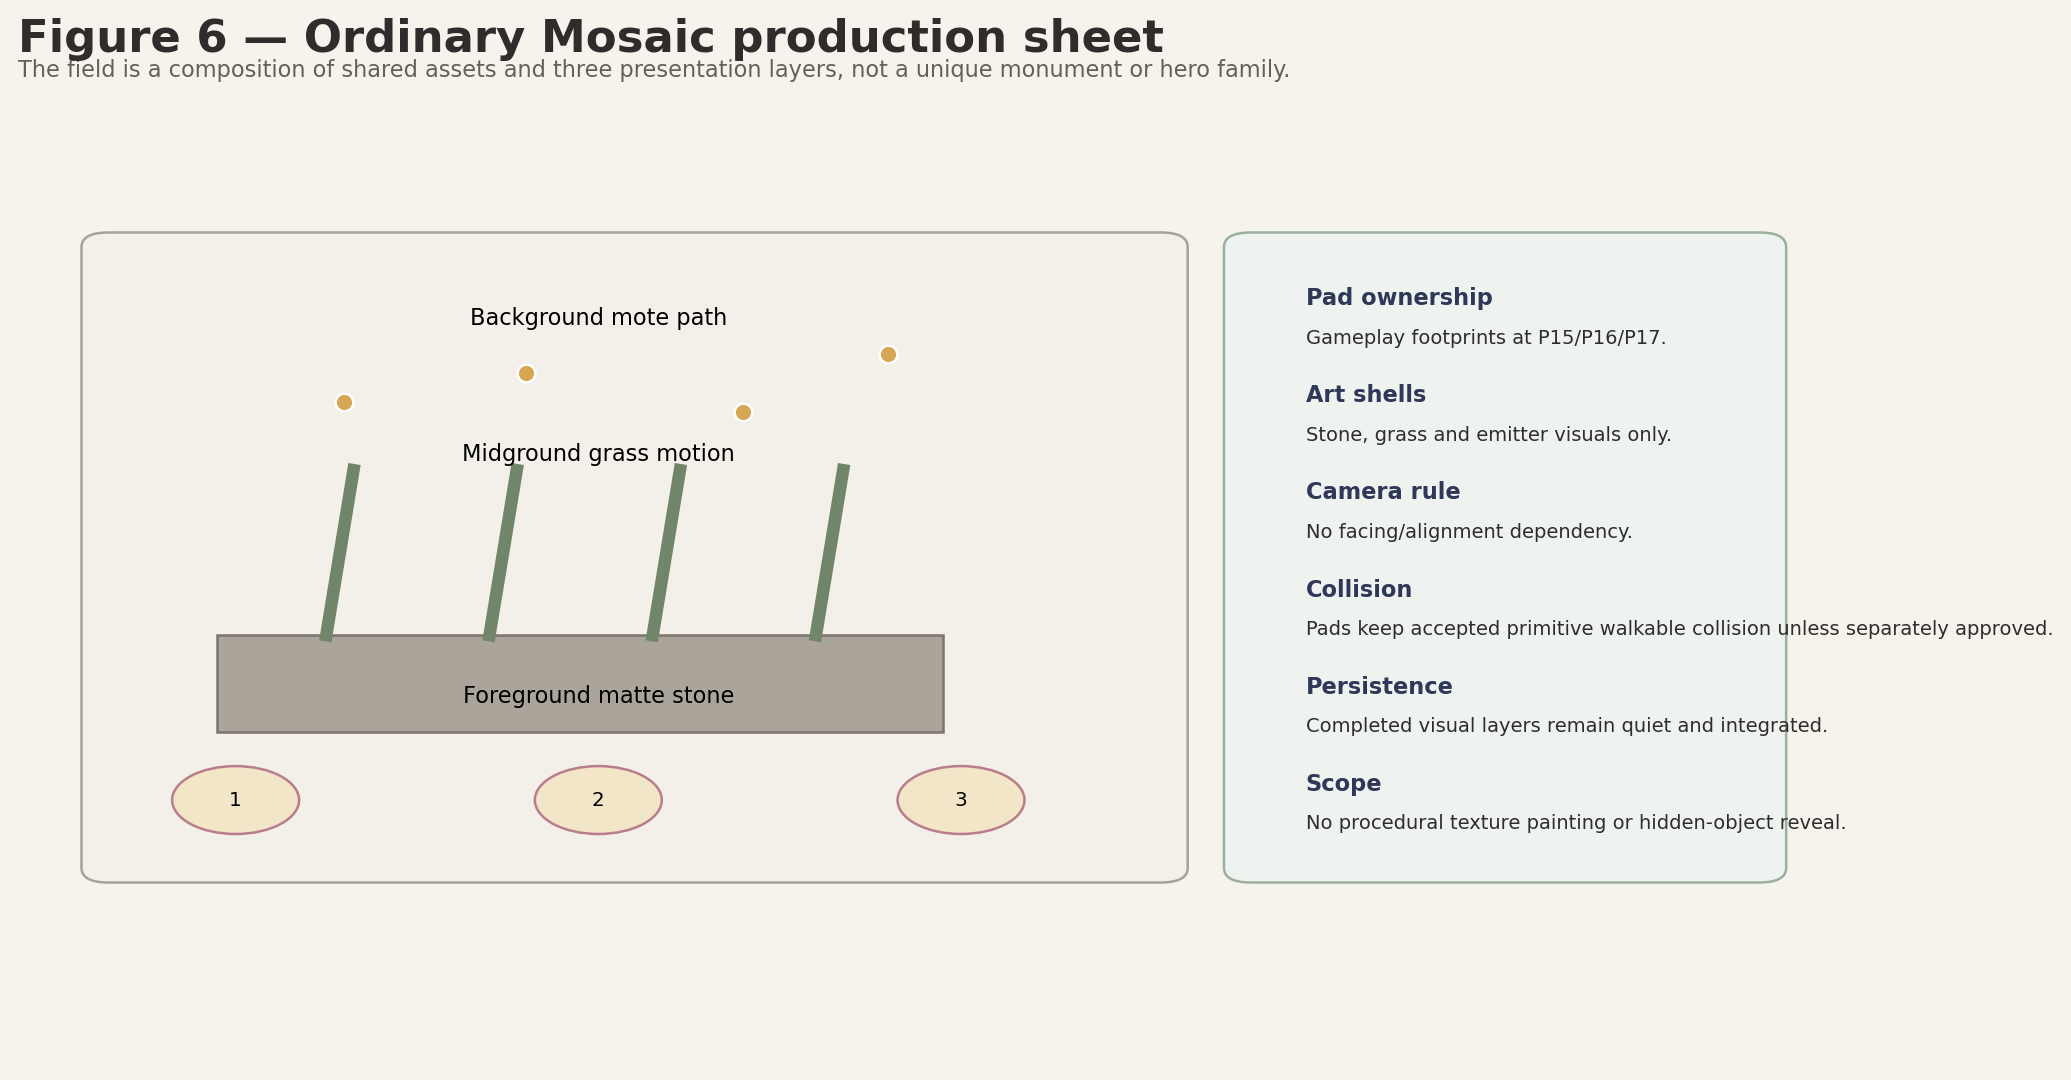 Figure 6 — Ordinary Mosaic production sheet
The field is a composition of shared assets and three presentation layers, not a unique monument or hero family.
Background mote path
Midground grass motion
Foreground matte stone
1
2
3
Pad ownership
Gameplay footprints at P15/P16/P17.
Art shells
Stone, grass and emitter visuals only.
Camera rule
No facing/alignment dependency.
Collision
Pads keep accepted primitive walkable collision unless separately approved.
Persistence
Completed visual layers remain quiet and integrated.
Scope
No procedural texture painting or hidden-object reveal.